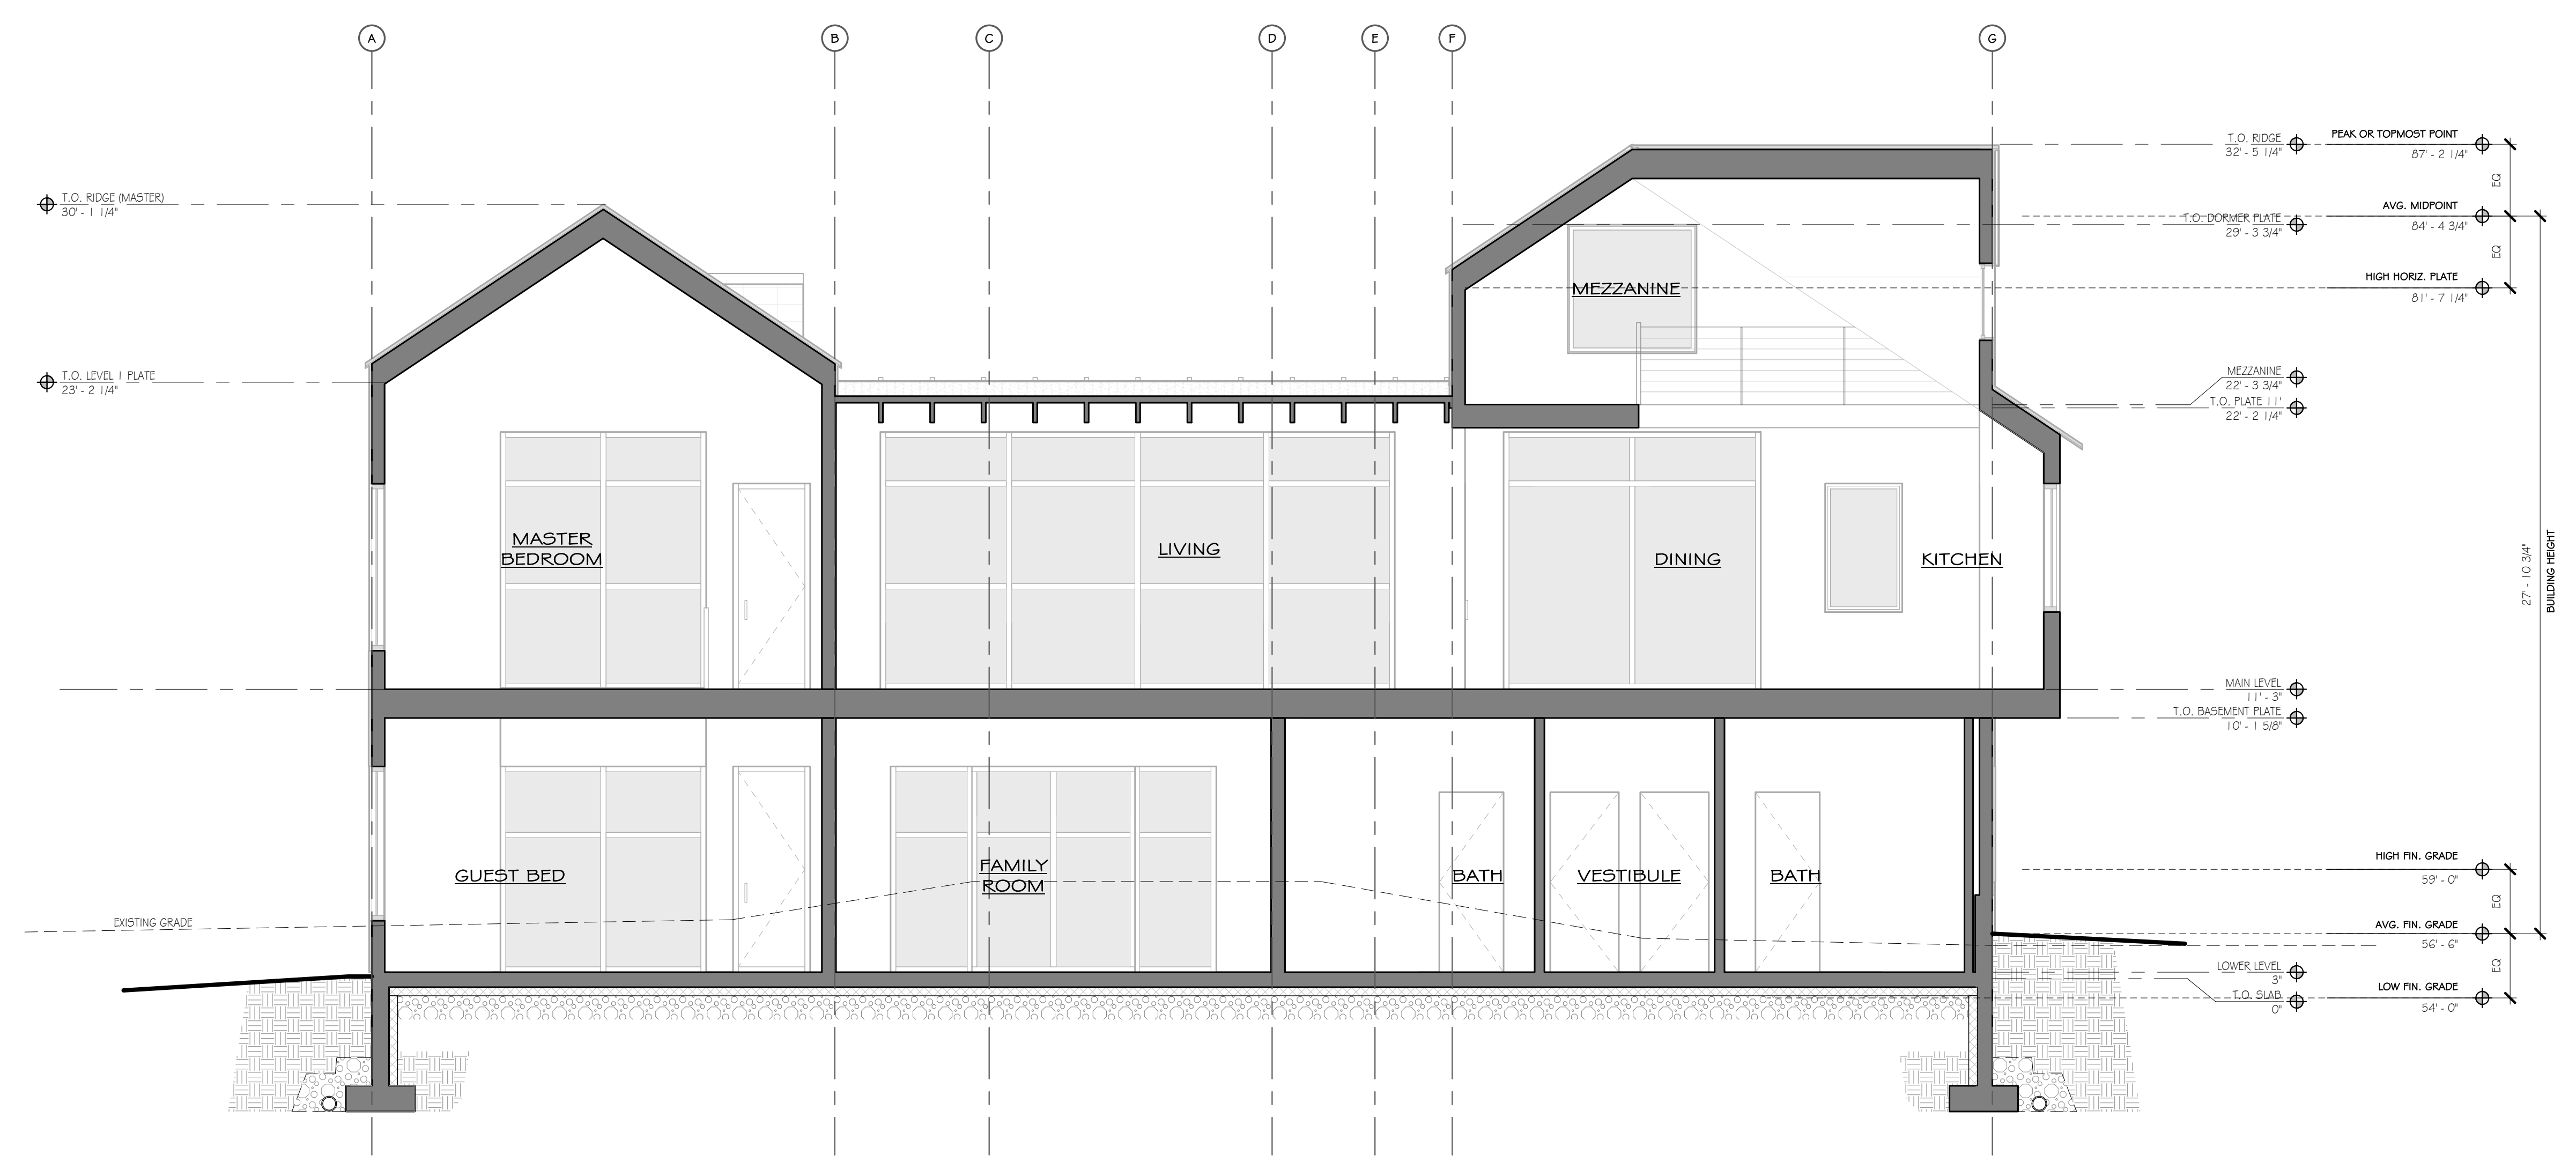 A
B
C
D
E
F
G
T.O. RIDGE
32' - 5 1/4"
PEAK OR TOPMOST POINT
87' - 2 1/4"
EQ
T.O. RIDGE (MASTER)
30' - 1 1/4"
AVG. MIDPOINT
84' - 4 3/4"
T.O. DORMER PLATE
29' - 3 3/4"
EQ
HIGH HORIZ. PLATE
81' - 7 1/4"
MEZZANINE
T.O. LEVEL 1 PLATE
23' - 2 1/4"
MEZZANINE
22' - 3 3/4"
T.O. PLATE 11'
22' - 2 1/4"
MASTER
BEDROOM
LIVING
DINING
KITCHEN
27' - 10 3/4"
BUILDING HEIGHT
MAIN LEVEL
11' - 3"
T.O. BASEMENT PLATE
10' - 1 5/8"
GUEST BED
FAMILY
ROOM
BATH
VESTIBULE
BATH
HIGH FIN. GRADE
59' - 0"
EQ
EXISTING GRADE
AVG. FIN. GRADE
56' - 6"
EQ
LOWER LEVEL
3"
T.O. SLAB
0"
LOW FIN. GRADE
54' - 0"